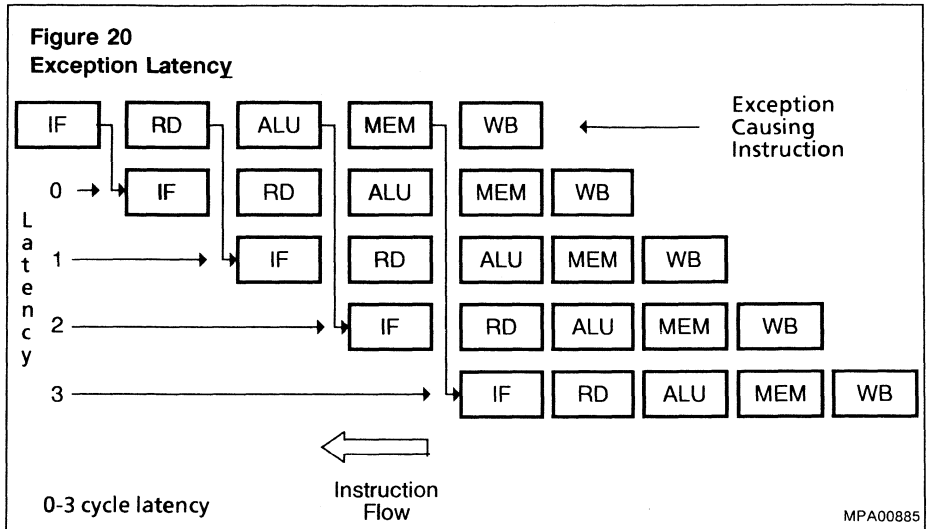 Figure 20
Exception Latency
IF RD ALU MEM WB
Exception
Causing
Instruction
0 IF RD ALU MEM WB
Latency
1 IF RD ALU MEM WB
2 IF RD ALU MEM WB
3 IF RD ALU MEM WB
0-3 cycle latency
Instruction
Flow
MPA00885